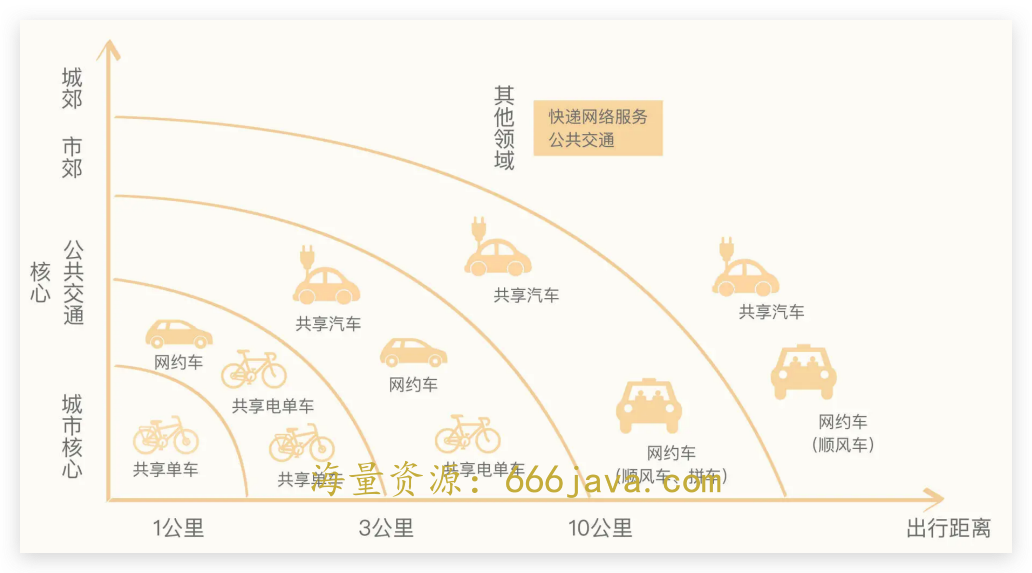 城郊
市郊
公共交通
核心
城市核心
其他领域
快递网络服务
公共交通
共享汽车
共享汽车
共享汽车
网约车
共享电单车
网约车
共享单车
共享单车
共享电单车
网约车
(顺风车、拼车)
网约车
(顺风车)
海量资源：666java.com
1公里
3公里
10公里
出行距离